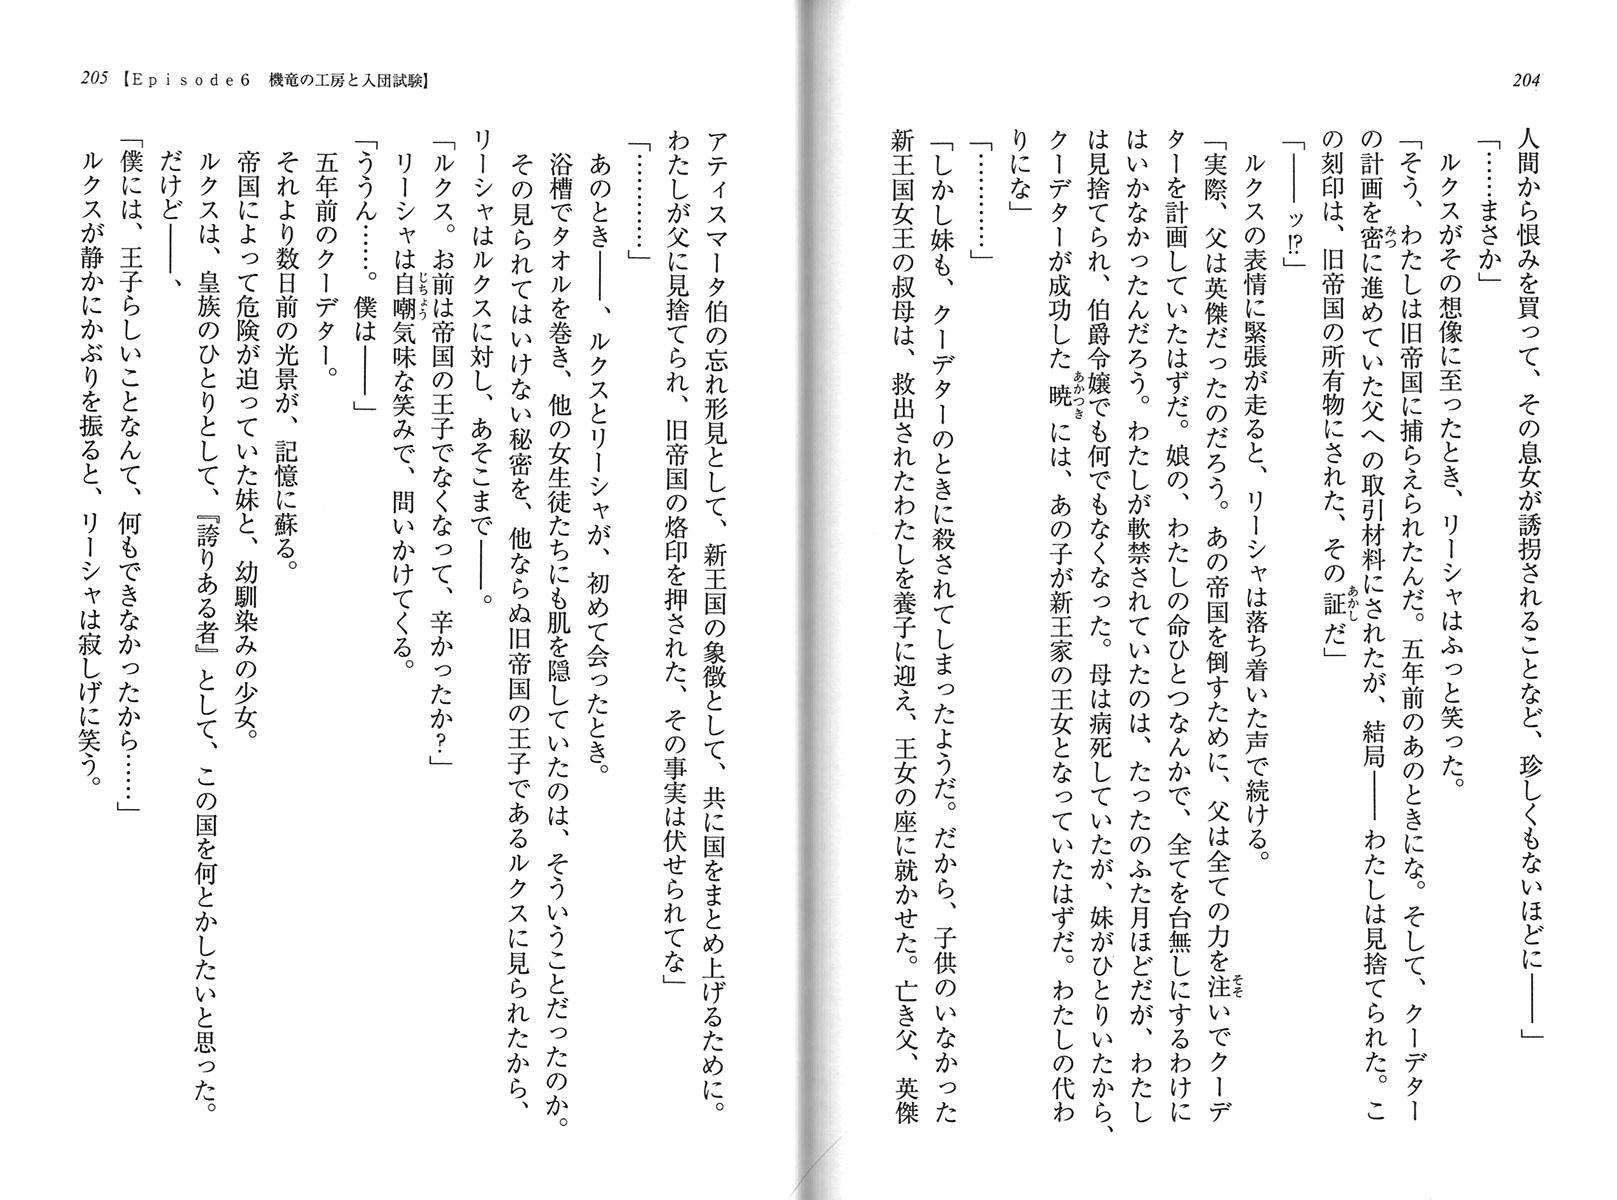 204
人間から恨みを買って、その息女が誘拐されることなど、珍しくもないほどに――」
「……まさか」
ルクスがその想像に至ったとき、リーシャはふっと笑った。
「そう、わたしは旧帝国に捕らえられたんだ。五年前のあのときにな。そして、クーデター
の計画を密に進めていた父への取引材料にされたが、結局――わたしは見捨てられた。こ
の刻印は、旧帝国の所有物にされた、その証だ」
「――ッ!?」
ルクスの表情に緊張が走ると、リーシャは落ち着いた声で続ける。
「実際、父は英傑だったのだろう。あの帝国を倒すために、父は全ての力を注いでクーデ
ターを計画していたはずだ。娘の、わたしの命ひとつなんかで、全てを台無しにするわけに
はいかなかったんだろう。わたしが軟禁されていたのは、たったのふた月ほどだが、わたし
は見捨てられ、伯爵令嬢でも何でもなくなった。母は病死していたが、妹がひとりいたから、
クーデターが成功した暁には、あの子が新王家の王女となっていたはずだ。わたしの代わ
りにな」
「…………」
「しかし妹も、クーデターのときに殺されてしまったようだ。だから、子供のいなかった
新王国女王の叔母は、救出されたわたしを養子に迎え、王女の座に就かせた。亡き父、英傑
205【Episode6 機竜の工房と入団試験】
アティスマータ伯の忘れ形見として、新王国の象徴として、共に国をまとめ上げるために。
わたしが父に見捨てられ、旧帝国の烙印を押された、その事実は伏せられてな」
「…………」
あのとき――、ルクスとリーシャが、初めて会ったとき。
浴槽でタオルを巻き、他の女生徒たちにも肌を隠していたのは、そういうことだったのか。
その見られてはいけない秘密を、他ならぬ旧帝国の王子であるルクスに見られたから、
リーシャはルクスに対し、あそこまで――。
「ルクス。お前は帝国の王子でなくなって、辛かったか?」
リーシャは自嘲気味な笑みで、問いかけてくる。
「ううん……。僕は――」
五年前のクーデター。
それより数日前の光景が、記憶に蘇る。
帝国によって危険が迫っていた妹と、幼馴染みの少女。
ルクスは、皇族のひとりとして、『誇りある者』として、この国を何とかしたいと思った。
だけど――、
「僕には、王子らしいことなんて、何もできなかったから……」
ルクスが静かにかぶりを振ると、リーシャは寂しげに笑う。